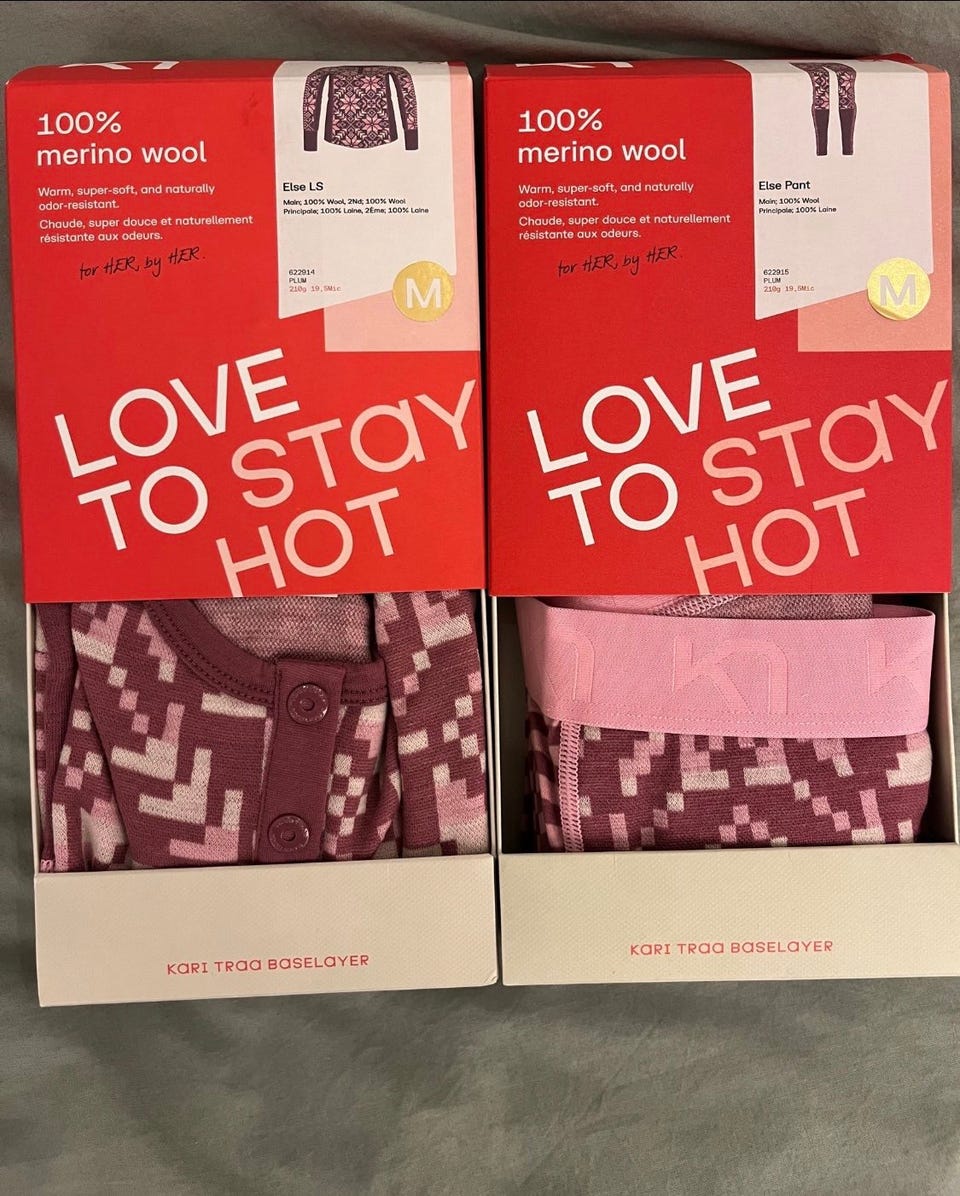 100%
merino wool
Warm, super-soft, and naturally
odor-resistant.
Chaude, super douce et naturellement
résistante aux odeurs.
for HER, by HER.
Else LS
Main; 100% Wool, 2Nd; 100% Wool
Principale; 100% Laine, 2Éme; 100% Laine
622914
PLUM
210g 19,5Mic
M
LOVE
TO STAY
HOT
KARI TRAA BASELAYER
100%
merino wool
Warm, super-soft, and naturally
odor-resistant.
Chaude, super douce et naturellement
résistante aux odeurs.
for HER, by HER.
Else Pant
Main; 100% Wool
Principale; 100% Laine
622915
PLUM
210g 19,5Mic
M
LOVE
TO STAY
HOT
KARI TRAA BASELAYER